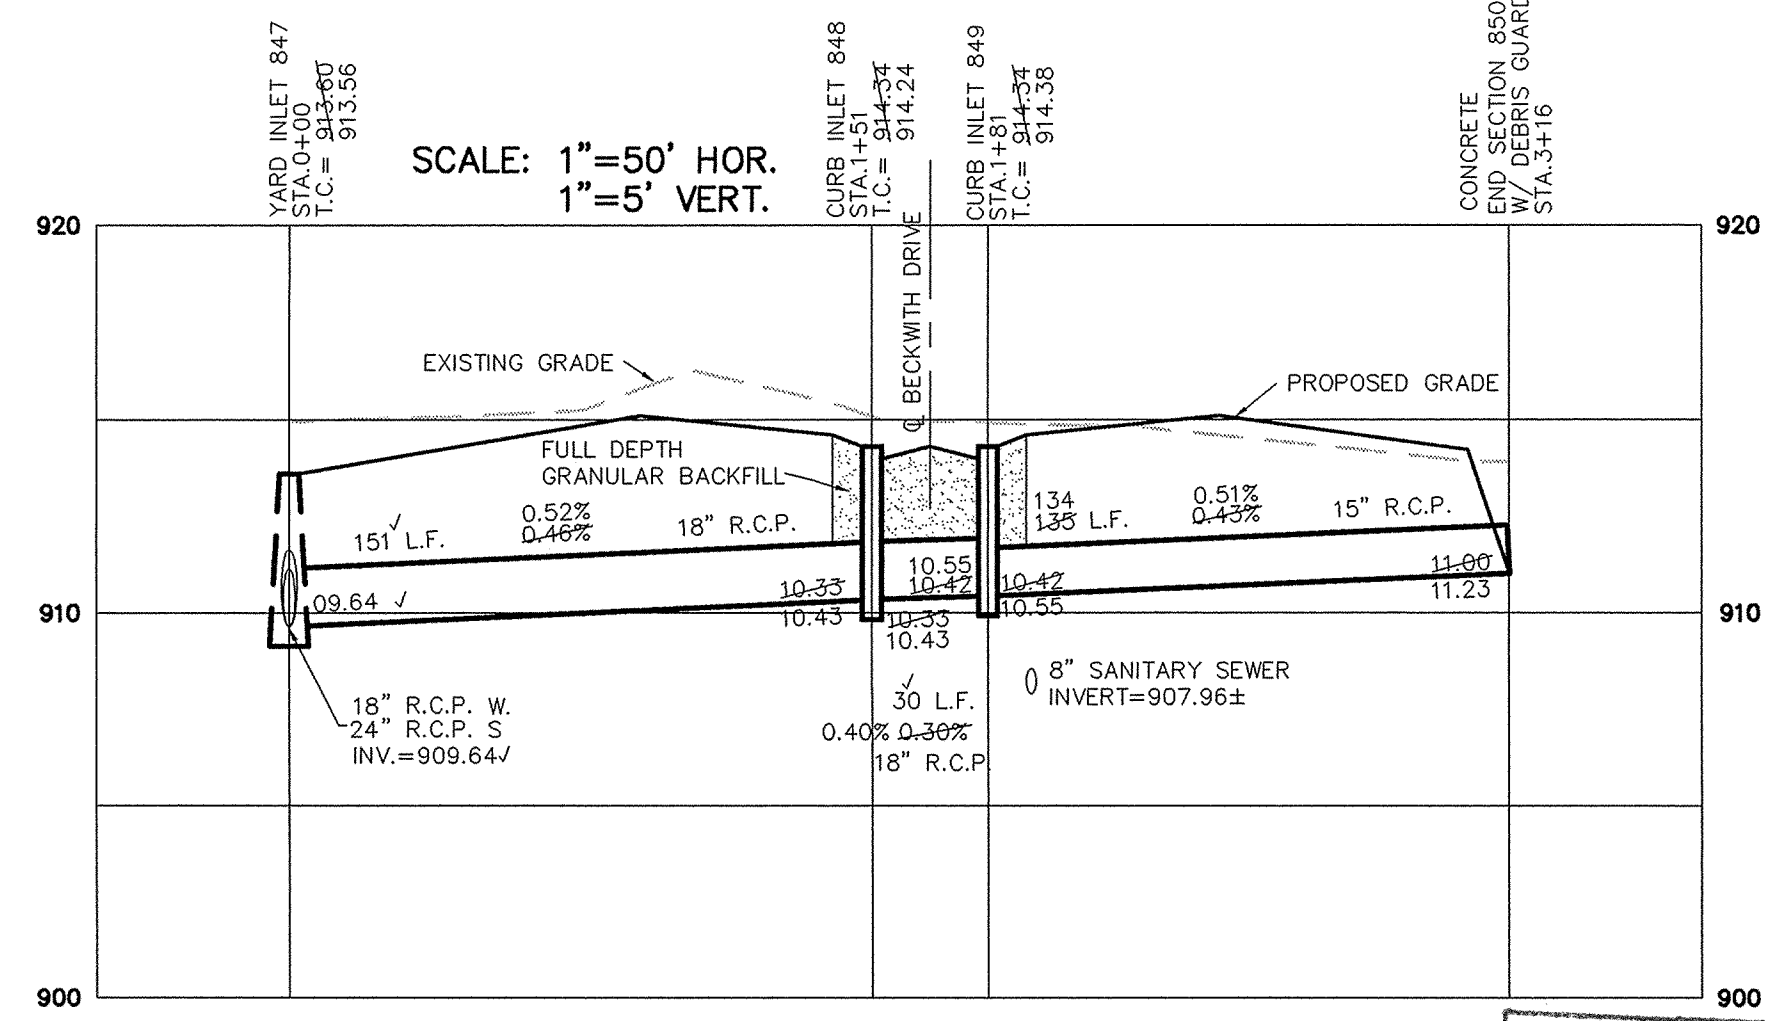 YARD INLET 847
STA.0+00
T.C.= 913.60
913.56
CURB INLET 848
STA.1+51
T.C.= 914.34
914.24
CURB INLET 849
STA.1+81
T.C.= 914.34
914.38
CONCRETE
END SECTION 850
W/ DEBRIS GUARD
STA.3+16
SCALE: 1"=50' HOR.
1"=5' VERT.
920
920
℄ BECKWITH DRIVE
EXISTING GRADE
PROPOSED GRADE
FULL DEPTH
GRANULAR BACKFILL
151 ✓ L.F.
0.52%
0.46%
18" R.C.P.
134
135 L.F.
0.51%
0.43%
15" R.C.P.
09.64 ✓
10.33
10.43
10.55
10.42
10.33
10.43
10.42
10.55
11.00
11.23
910
910
18" R.C.P. W.
24" R.C.P. S
INV.=909.64✓
✓
30 L.F.
0.40% 0.30%
18" R.C.P.
8" SANITARY SEWER
INVERT=907.96±
900
900